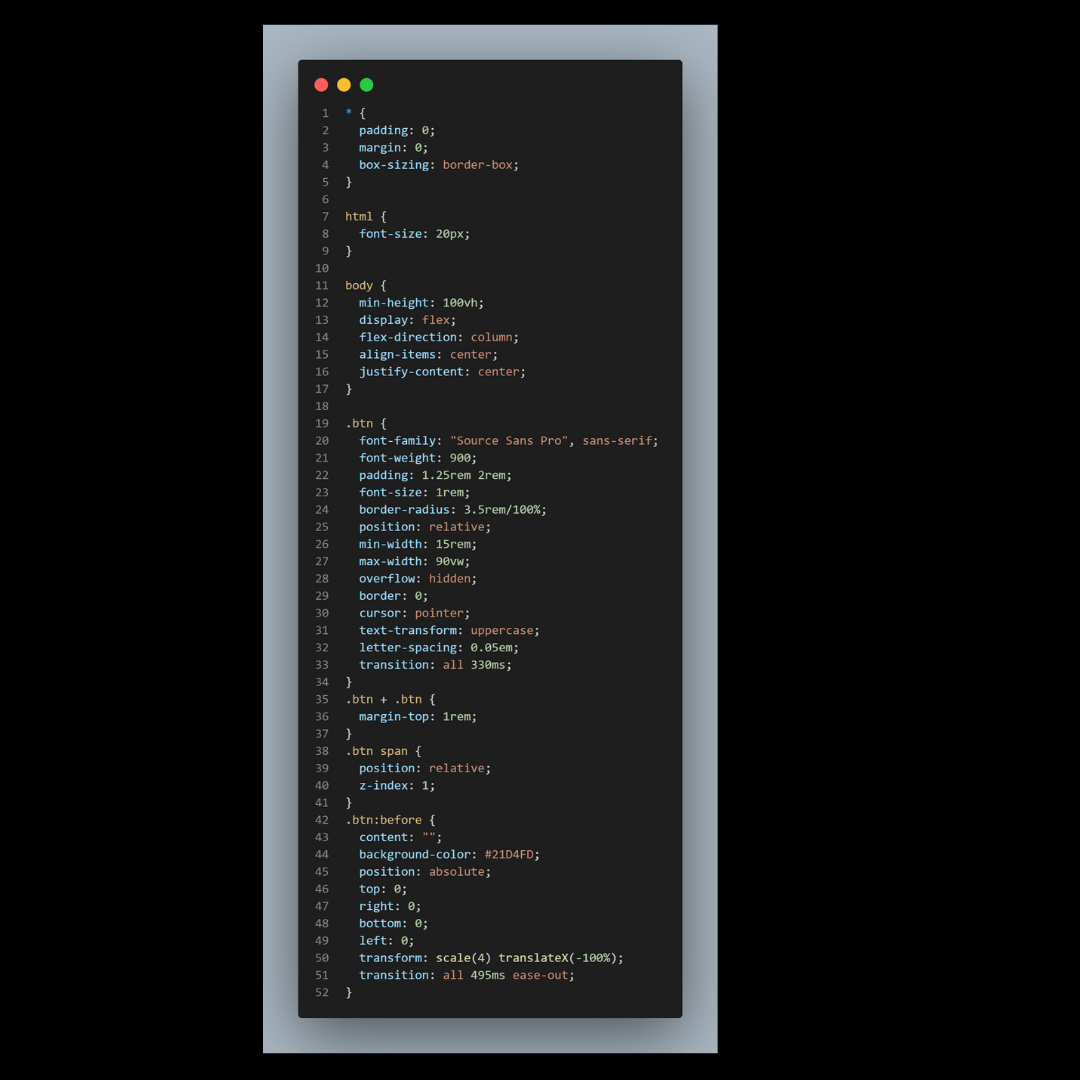 1 * {
2   padding: 0;
3   margin: 0;
4   box-sizing: border-box;
5 }
6
7 html {
8   font-size: 20px;
9 }
10
11 body {
12   min-height: 100vh;
13   display: flex;
14   flex-direction: column;
15   align-items: center;
16   justify-content: center;
17 }
18
19 .btn {
20   font-family: "Source Sans Pro", sans-serif;
21   font-weight: 900;
22   padding: 1.25rem 2rem;
23   font-size: 1rem;
24   border-radius: 3.5rem/100%;
25   position: relative;
26   min-width: 15rem;
27   max-width: 90vw;
28   overflow: hidden;
29   border: 0;
30   cursor: pointer;
31   text-transform: uppercase;
32   letter-spacing: 0.05em;
33   transition: all 330ms;
34 }
35 .btn + .btn {
36   margin-top: 1rem;
37 }
38 .btn span {
39   position: relative;
40   z-index: 1;
41 }
42 .btn:before {
43   content: "";
44   background-color: #21D4FD;
45   position: absolute;
46   top: 0;
47   right: 0;
48   bottom: 0;
49   left: 0;
50   transform: scale(4) translateX(-100%);
51   transition: all 495ms ease-out;
52 }